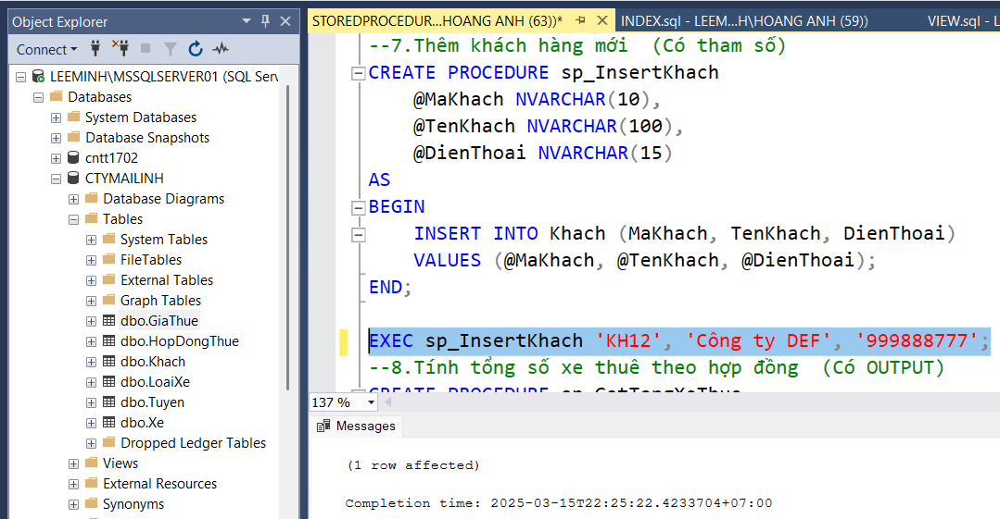 Object Explorer
Connect
LEEMINH\MSSQLSERVER01 (SQL Serv
Databases
System Databases
Database Snapshots
cntt1702
CTYMAILINH
Database Diagrams
Tables
System Tables
FileTables
External Tables
Graph Tables
dbo.GiaThue
dbo.HopDongThue
dbo.Khach
dbo.LoaiXe
dbo.Tuyen
dbo.Xe
Dropped Ledger Tables
Views
External Resources
Synonyms
STOREDPROCEDUR...HOANG ANH (63))* INDEX.sql - LEEM...H\HOANG ANH (59)) VIEW.sql - L
--7.Thêm khách hàng mới (Có tham số)
CREATE PROCEDURE sp_InsertKhach
@MaKhach NVARCHAR(10),
@TenKhach NVARCHAR(100),
@DienThoai NVARCHAR(15)
AS
BEGIN
INSERT INTO Khach (MaKhach, TenKhach, DienThoai)
VALUES (@MaKhach, @TenKhach, @DienThoai);
END;
EXEC sp_InsertKhach 'KH12', 'Công ty DEF', '999888777';
--8.Tính tổng số xe thuê theo hợp đồng (Có OUTPUT)
CREATE PROCEDURE sp_GetTongXeThue
137 %
Messages
(1 row affected)
Completion time: 2025-03-15T22:25:22.4233704+07:00